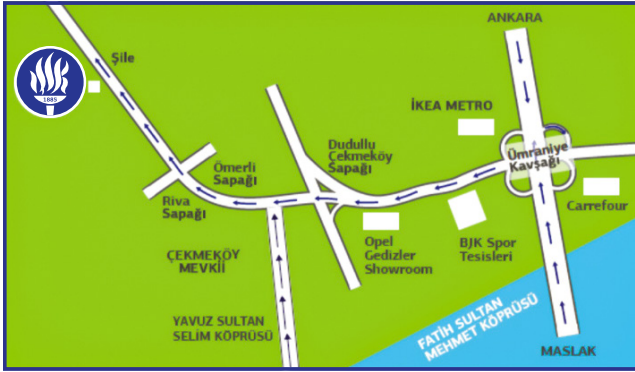 ANKARA
Şile
1885
İKEA METRO
Dudullu
Çekmeköy
Sapağı
Ümraniye
Kavşağı
Ömerli
Sapağı
Riva
Sapağı
Carrefour
Opel
Gedizler
Showroom
BJK Spor
Tesisleri
ÇEKMEKÖY
MEVKİİ
YAVUZ SULTAN
SELİM KÖPRÜSÜ
FATİH SULTAN
MEHMET KÖPRÜSÜ
MASLAK